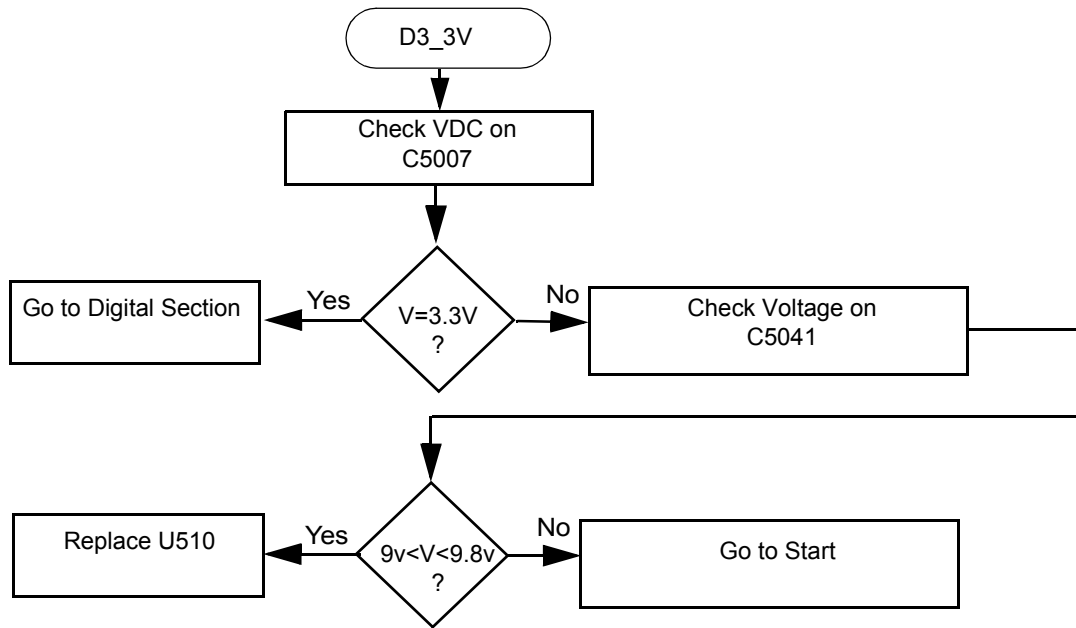 D3_3V
Check VDC on
C5007
Go to Digital Section
Yes
V=3.3V
?
No
Check Voltage on
C5041
Replace U510
Yes
9v<V<9.8v
?
No
Go to Start